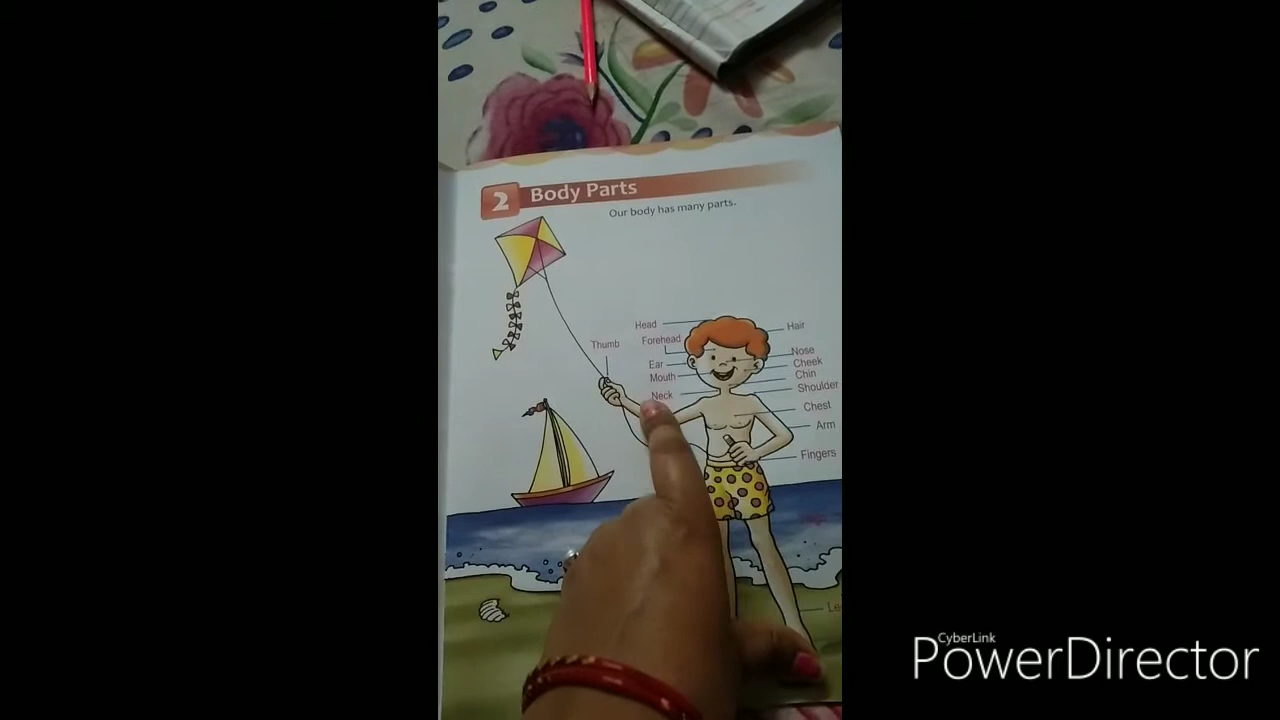 2 Body Parts
Our body has many parts.
Head
Hair
Thumb
Forehead
Nose
Ear
Cheek
Mouth
Chin
Shoulder
Neck
Chest
Arm
Fingers
CyberLink
PowerDirector